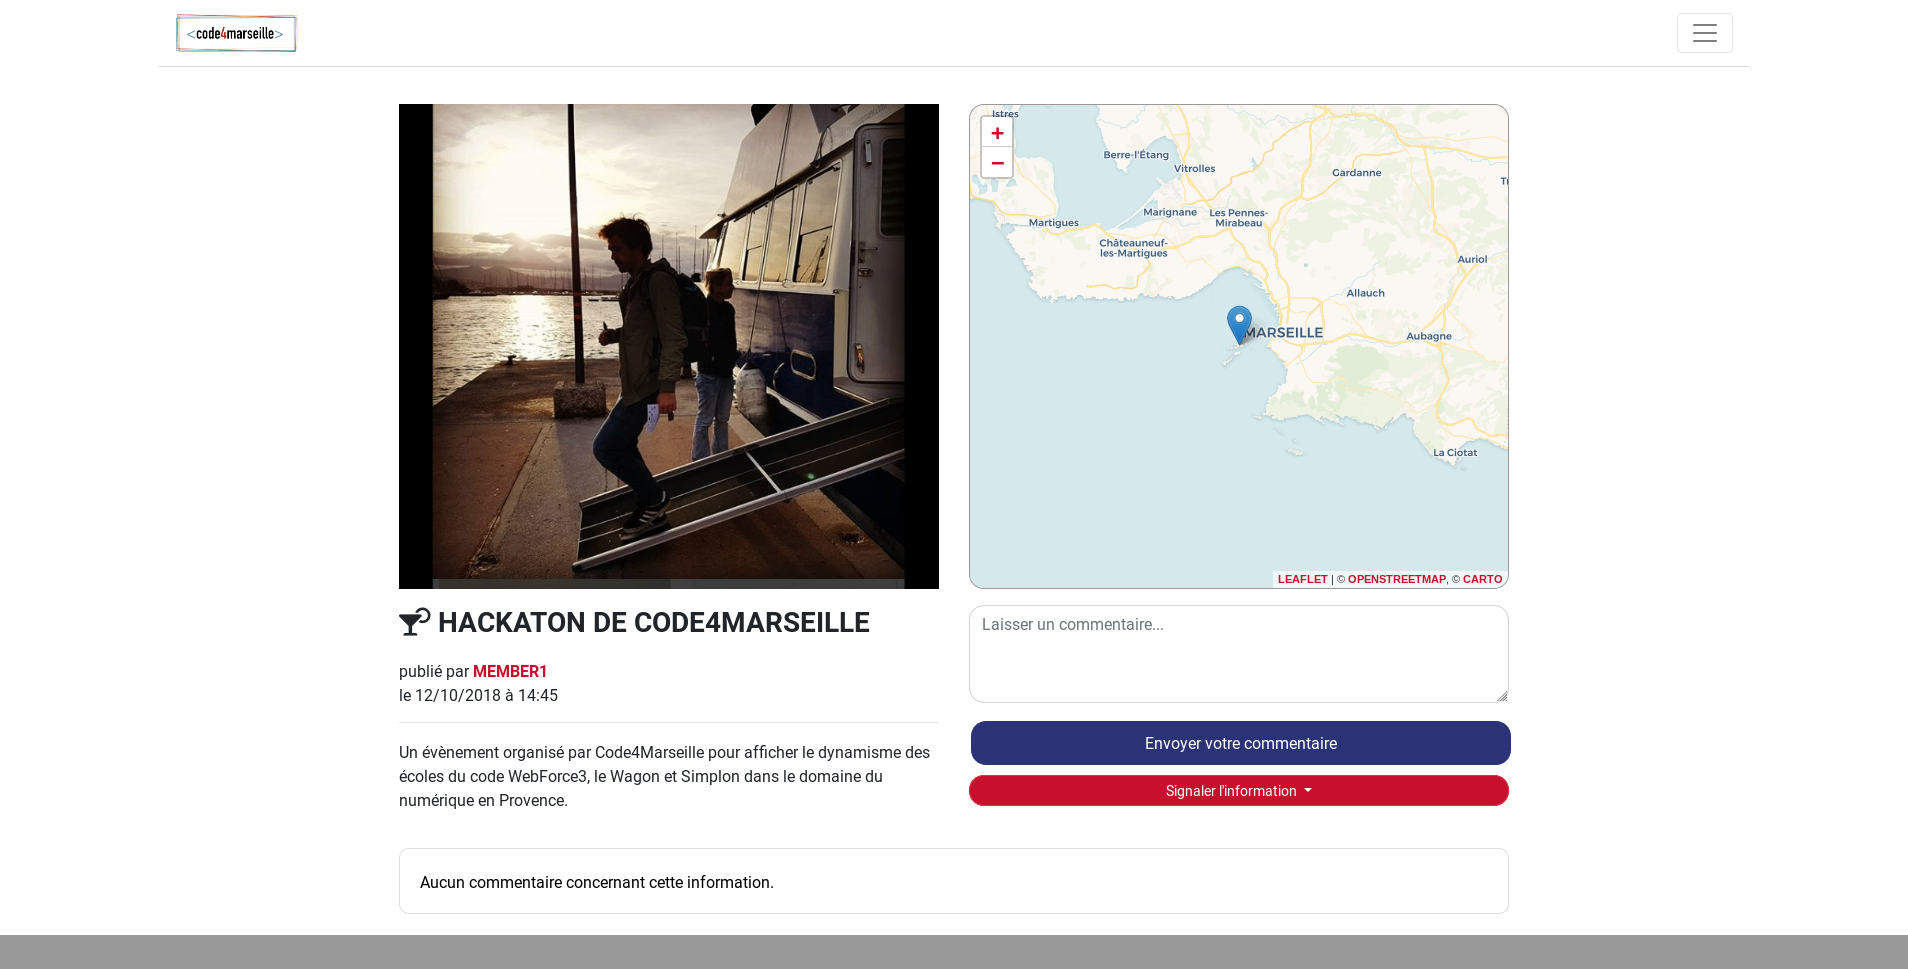 <code4marseille>
Istres
+
−
Berre-l'Étang
Vitrolles
Gardanne
Tr
Martigues
Marignane
Les Pennes-
Mirabeau
Châteauneuf-
les-Martigues
Auriol
Allauch
MARSEILLE
Aubagne
La Ciotat
LEAFLET | © OPENSTREETMAP, © CARTO
HACKATON DE CODE4MARSEILLE
publié par MEMBER1
le 12/10/2018 à 14:45
Un évènement organisé par Code4Marseille pour afficher le dynamisme des
écoles du code WebForce3, le Wagon et Simplon dans le domaine du
numérique en Provence.
Laisser un commentaire...
Envoyer votre commentaire
Signaler l'information
Aucun commentaire concernant cette information.